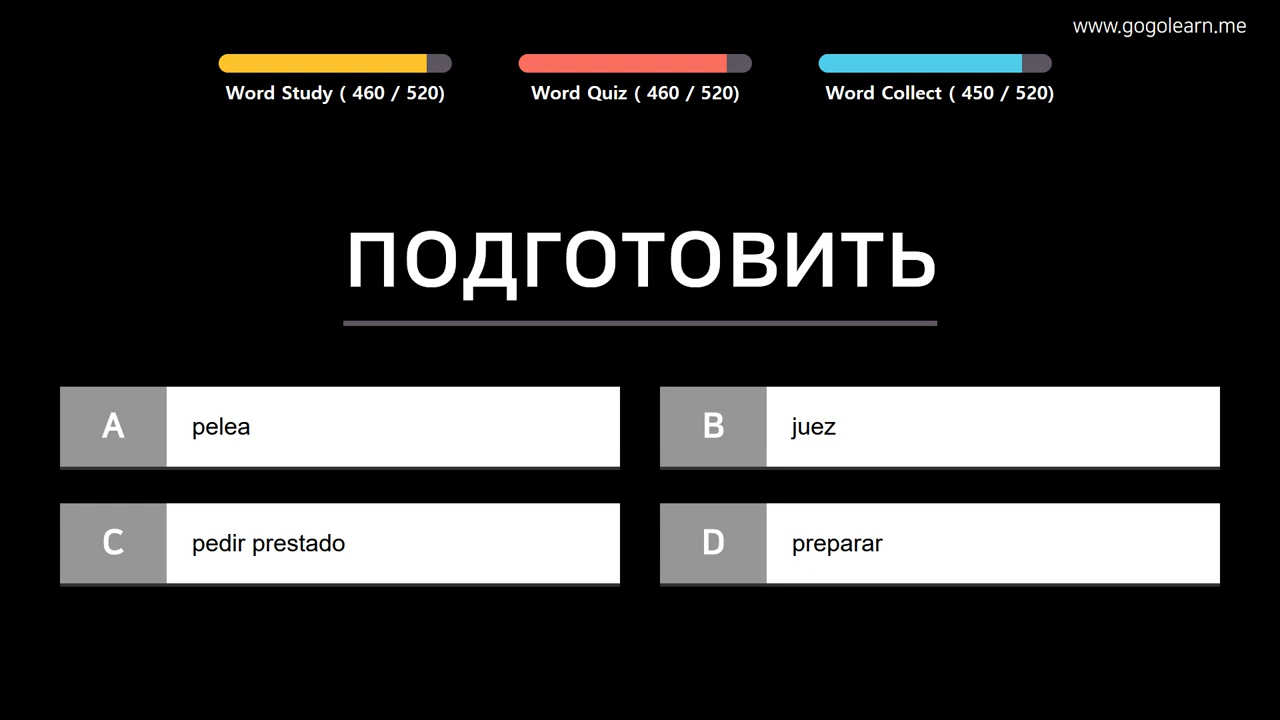 www.gogolearn.me
Word Study ( 460 / 520)
Word Quiz ( 460 / 520)
Word Collect ( 450 / 520)
подготовить
A pelea
B juez
C pedir prestado
D preparar